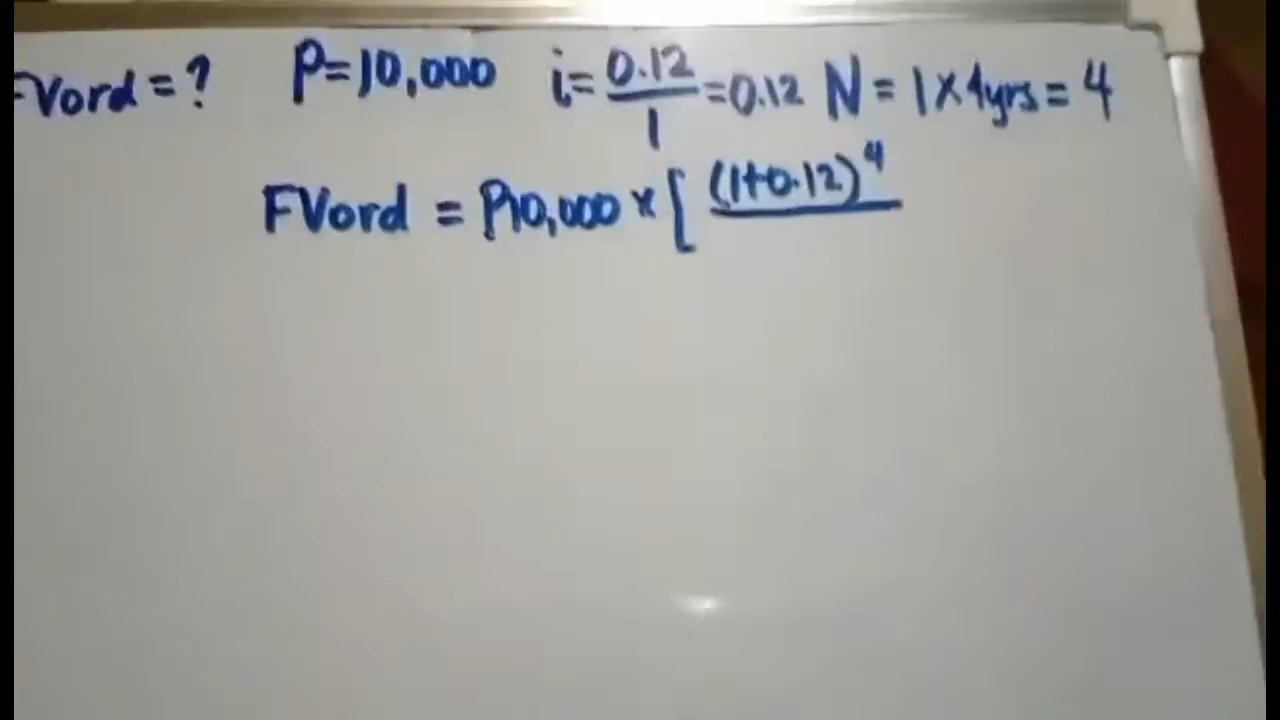 FVord = ? P=10,000 i= 0.12/1 =0.12 N = 1 x 4yrs = 4
FVord = P10,000 x [ (1+0.12)^4